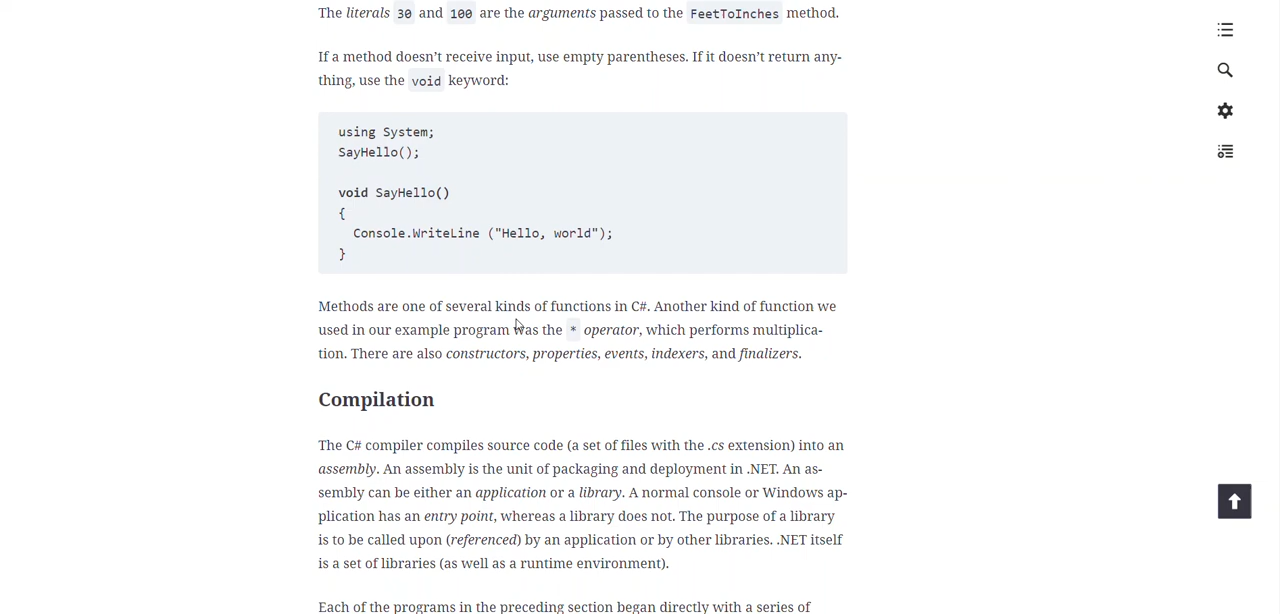 The literals 30 and 100 are the arguments passed to the FeetToInches method.
If a method doesn’t receive input, use empty parentheses. If it doesn’t return any-
thing, use the void keyword:
using System;
SayHello();
void SayHello()
{
  Console.WriteLine ("Hello, world");
}
Methods are one of several kinds of functions in C#. Another kind of function we
used in our example program was the * operator, which performs multiplica-
tion. There are also constructors, properties, events, indexers, and finalizers.
Compilation
The C# compiler compiles source code (a set of files with the .cs extension) into an
assembly. An assembly is the unit of packaging and deployment in .NET. An as-
sembly can be either an application or a library. A normal console or Windows ap-
plication has an entry point, whereas a library does not. The purpose of a library
is to be called upon (referenced) by an application or by other libraries. .NET itself
is a set of libraries (as well as a runtime environment).
Each of the programs in the preceding section began directly with a series of